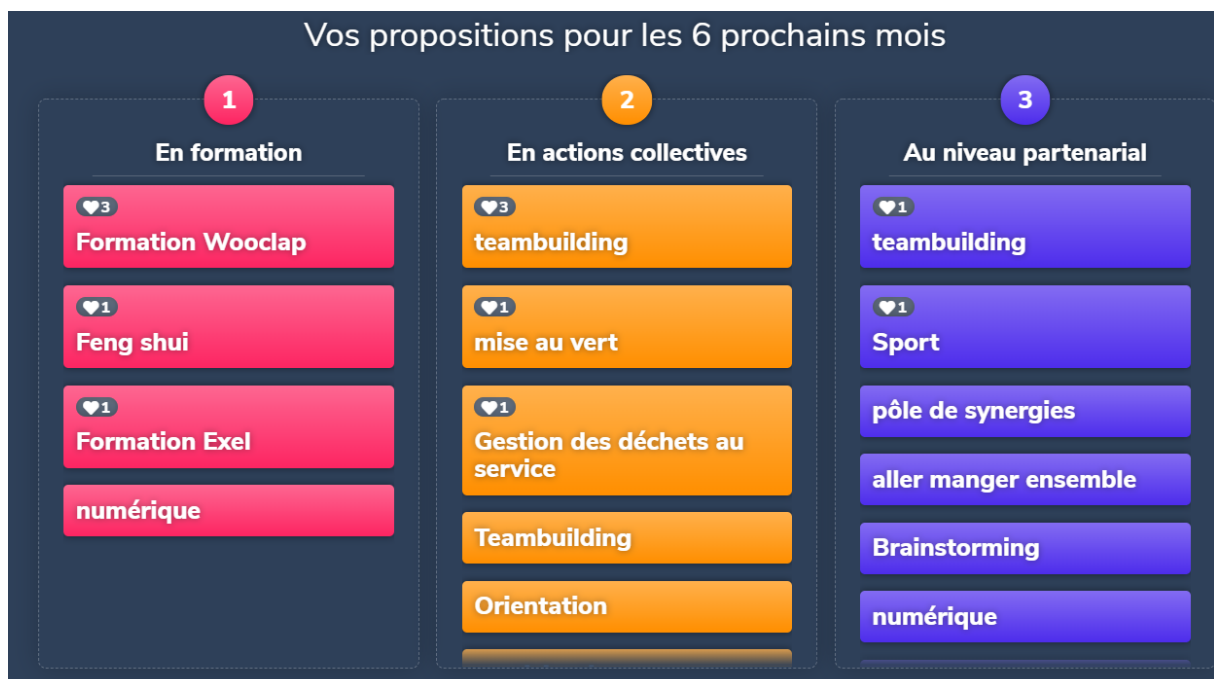 Vos propositions pour les 6 prochains mois
1
En formation
3
Formation Wooclap
1
Feng shui
1
Formation Exel
numérique
2
En actions collectives
3
teambuilding
1
mise au vert
1
Gestion des déchets au
service
Teambuilding
Orientation
3
Au niveau partenarial
1
teambuilding
1
Sport
pôle de synergies
aller manger ensemble
Brainstorming
numérique